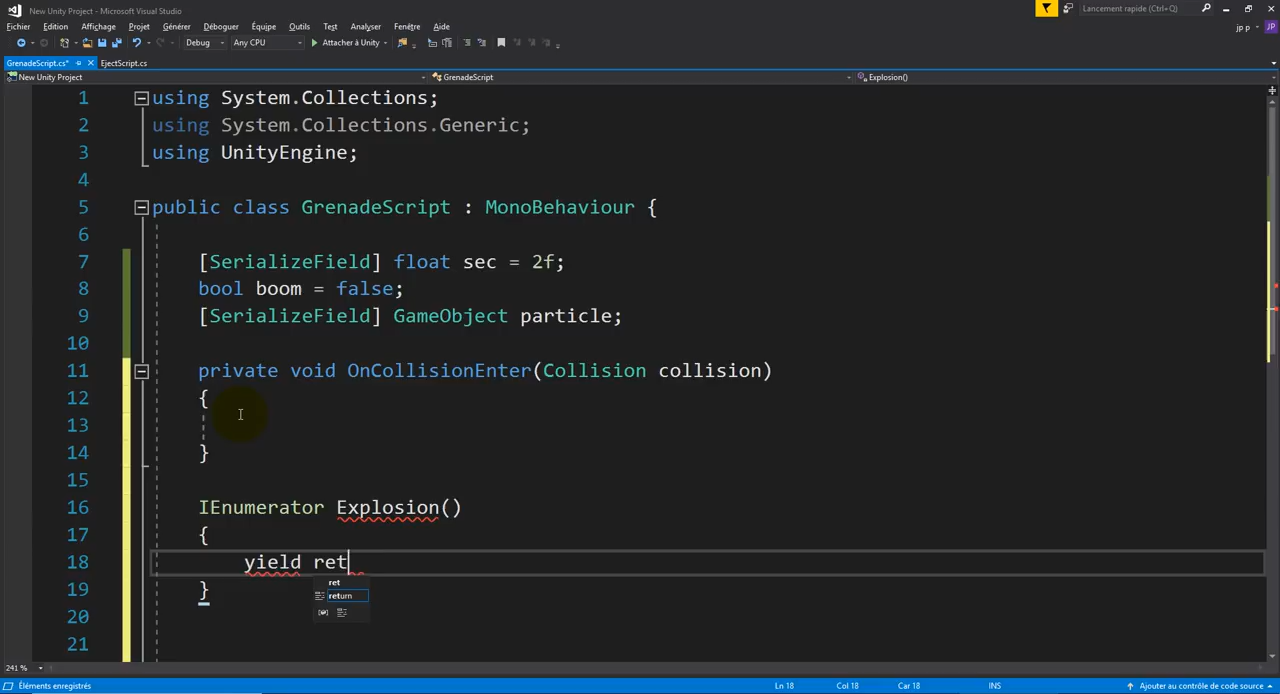 New Unity Project - Microsoft Visual Studio
Lancement rapide (Ctrl+Q)
Fichier Edition Affichage Projet Générer Déboguer Équipe Outils Test Analyser Fenêtre Aide
jp p JP
Debug Any CPU Attacher à Unity
GrenadeScript.cs* EjectScript.cs
New Unity Project GrenadeScript Explosion()
1 using System.Collections;
2 using System.Collections.Generic;
3 using UnityEngine;
4
5 public class GrenadeScript : MonoBehaviour {
6
7 [SerializeField] float sec = 2f;
8 bool boom = false;
9 [SerializeField] GameObject particle;
10
11 private void OnCollisionEnter(Collision collision)
12 {
13
14 }
15
16 IEnumerator Explosion()
17 {
18 yield ret
ret
19 }
return
20
21
241 %
Éléments enregistrés Ln 18 Col 18 Car 18 INS Ajouter au contrôle de code source